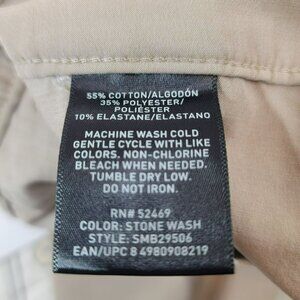 55% COTTON/ALGODÓN
35% POLYESTER/
POLIÉSTER
10% ELASTANE/ELASTANO
MACHINE WASH COLD
GENTLE CYCLE WITH LIKE
COLORS. NON-CHLORINE
BLEACH WHEN NEEDED.
TUMBLE DRY LOW.
DO NOT IRON.
RN# 52469
COLOR: STONE WASH
STYLE: SMB29506
EAN/UPC 8 4980908219